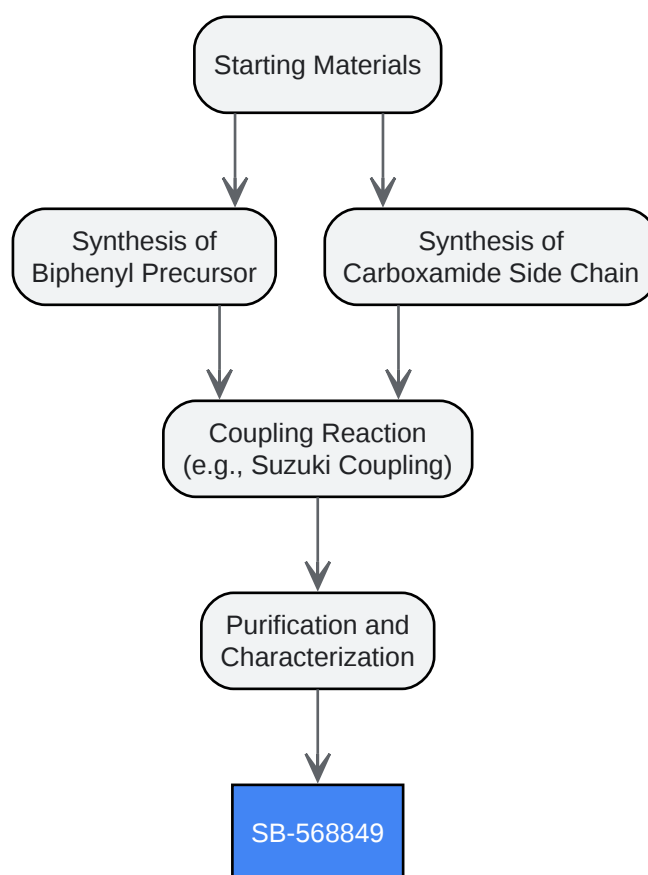 Starting Materials
Synthesis of
Biphenyl Precursor
Synthesis of
Carboxamide Side Chain
Coupling Reaction
(e.g., Suzuki Coupling)
Purification and
Characterization
SB-568849